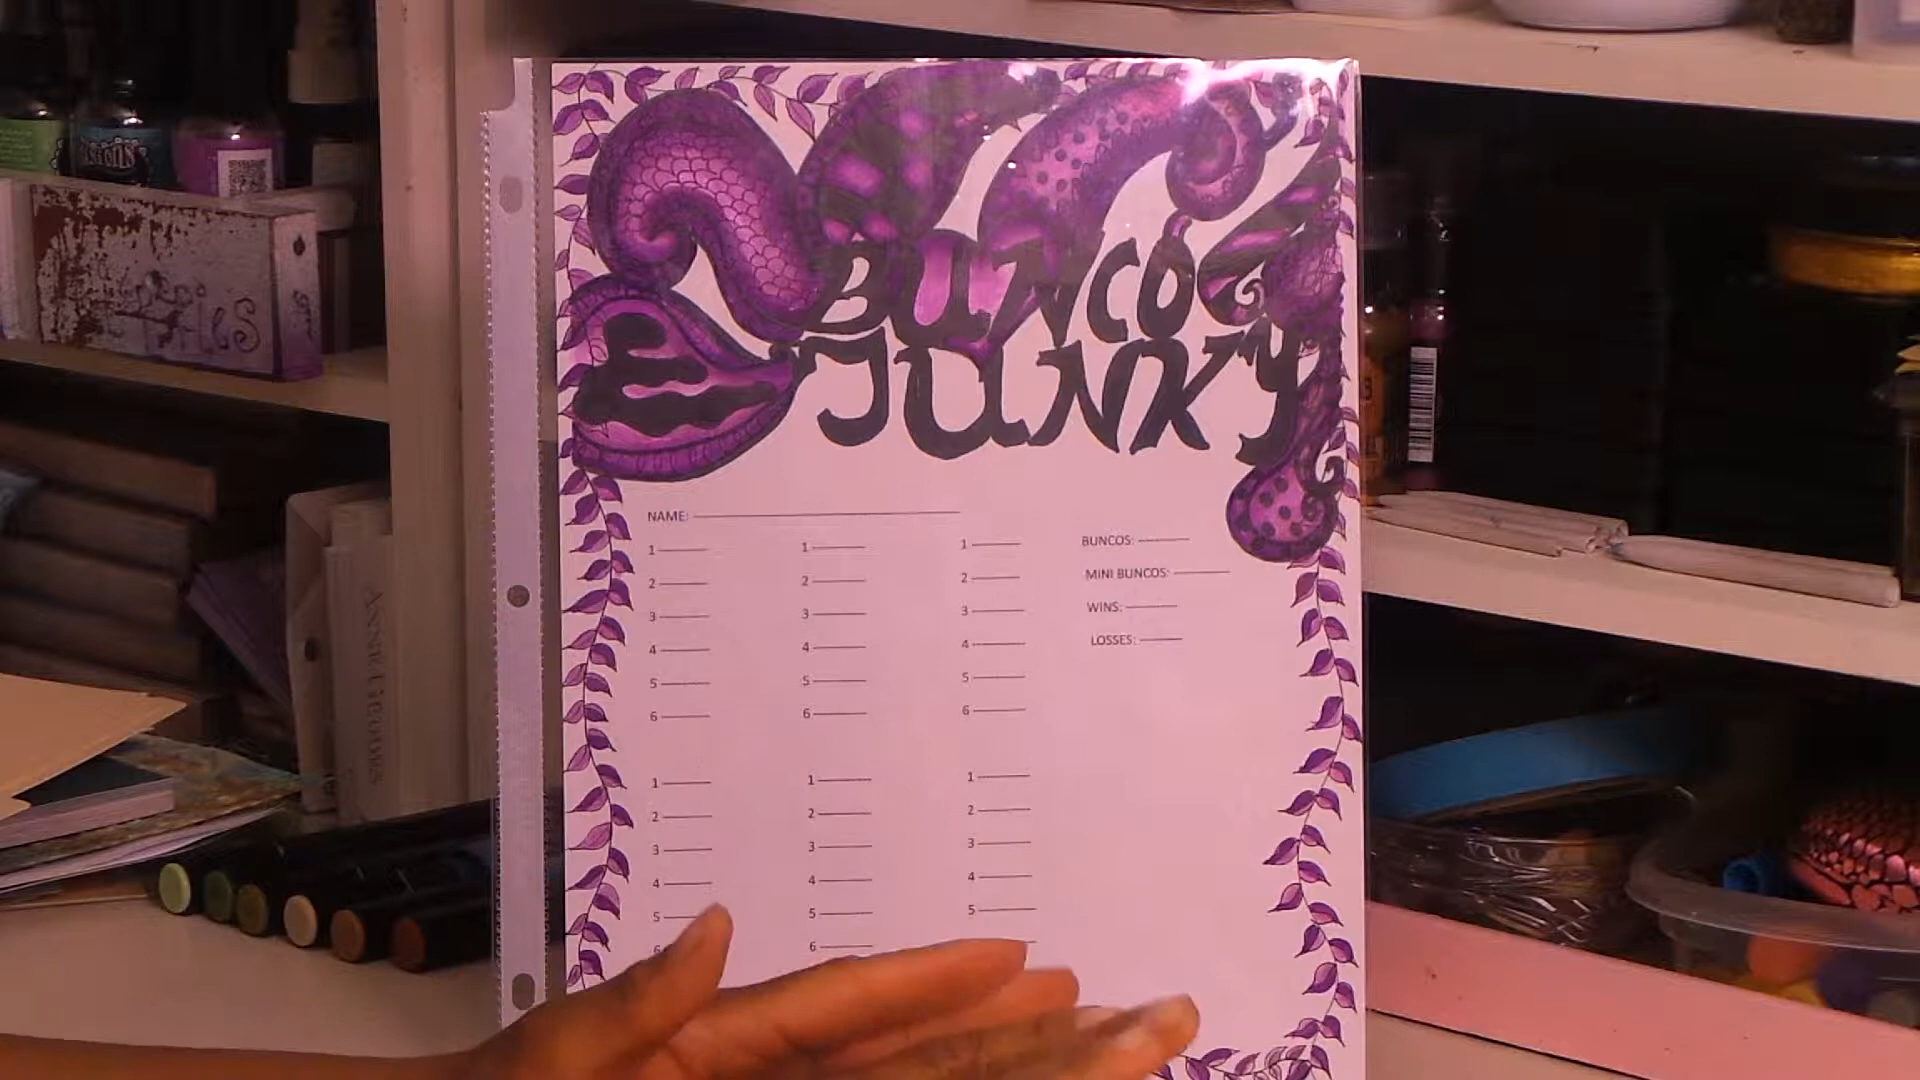 BUNCO
JUNKY
NAME:
1 1 1 BUNCOS:
2 2 2 MINI BUNCOS:
3 3 3 WINS:
4 4 4 LOSSES:
5 5 5
6 6 6
1 1 1
2 2 2
3 3 3
4 4 4
5 5 5
6 6